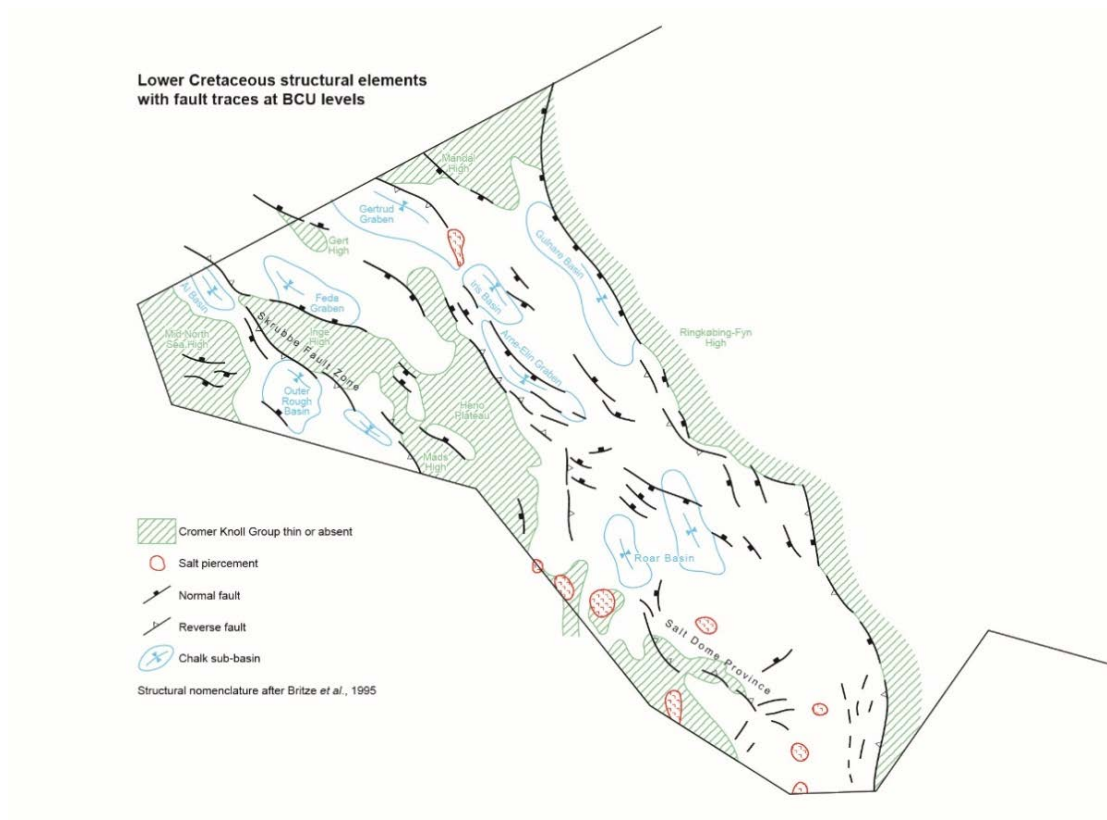 Lower Cretaceous structural elements
with fault traces at BCU levels
Mandal
High
Gertrud
Graben
Gert
High
Gulnare Basin
Iris Basin
Al Basin
Feda
Graben
Skrubbe Fault Zone
Inge
High
Mid North
Sea High
Arne-Elin Graben
Ringkøbing-Fyn
High
Outer
Rough
Basin
Heno
Plateau
Mads
High
Roar Basin
Salt Dome Province
Cromer Knoll Group thin or absent
Salt piercement
Normal fault
Reverse fault
Chalk sub-basin
Structural nomenclature after Britze et al., 1995